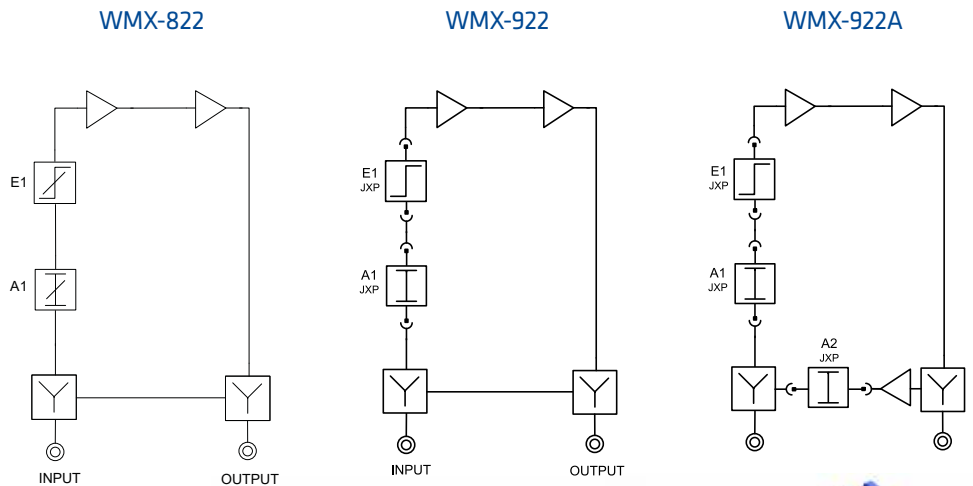 WMX-822
WMX-922
WMX-922A
E1
A1
INPUT
OUTPUT
E1
JXP
A1
JXP
INPUT
OUTPUT
E1
JXP
A1
JXP
A2
JXP